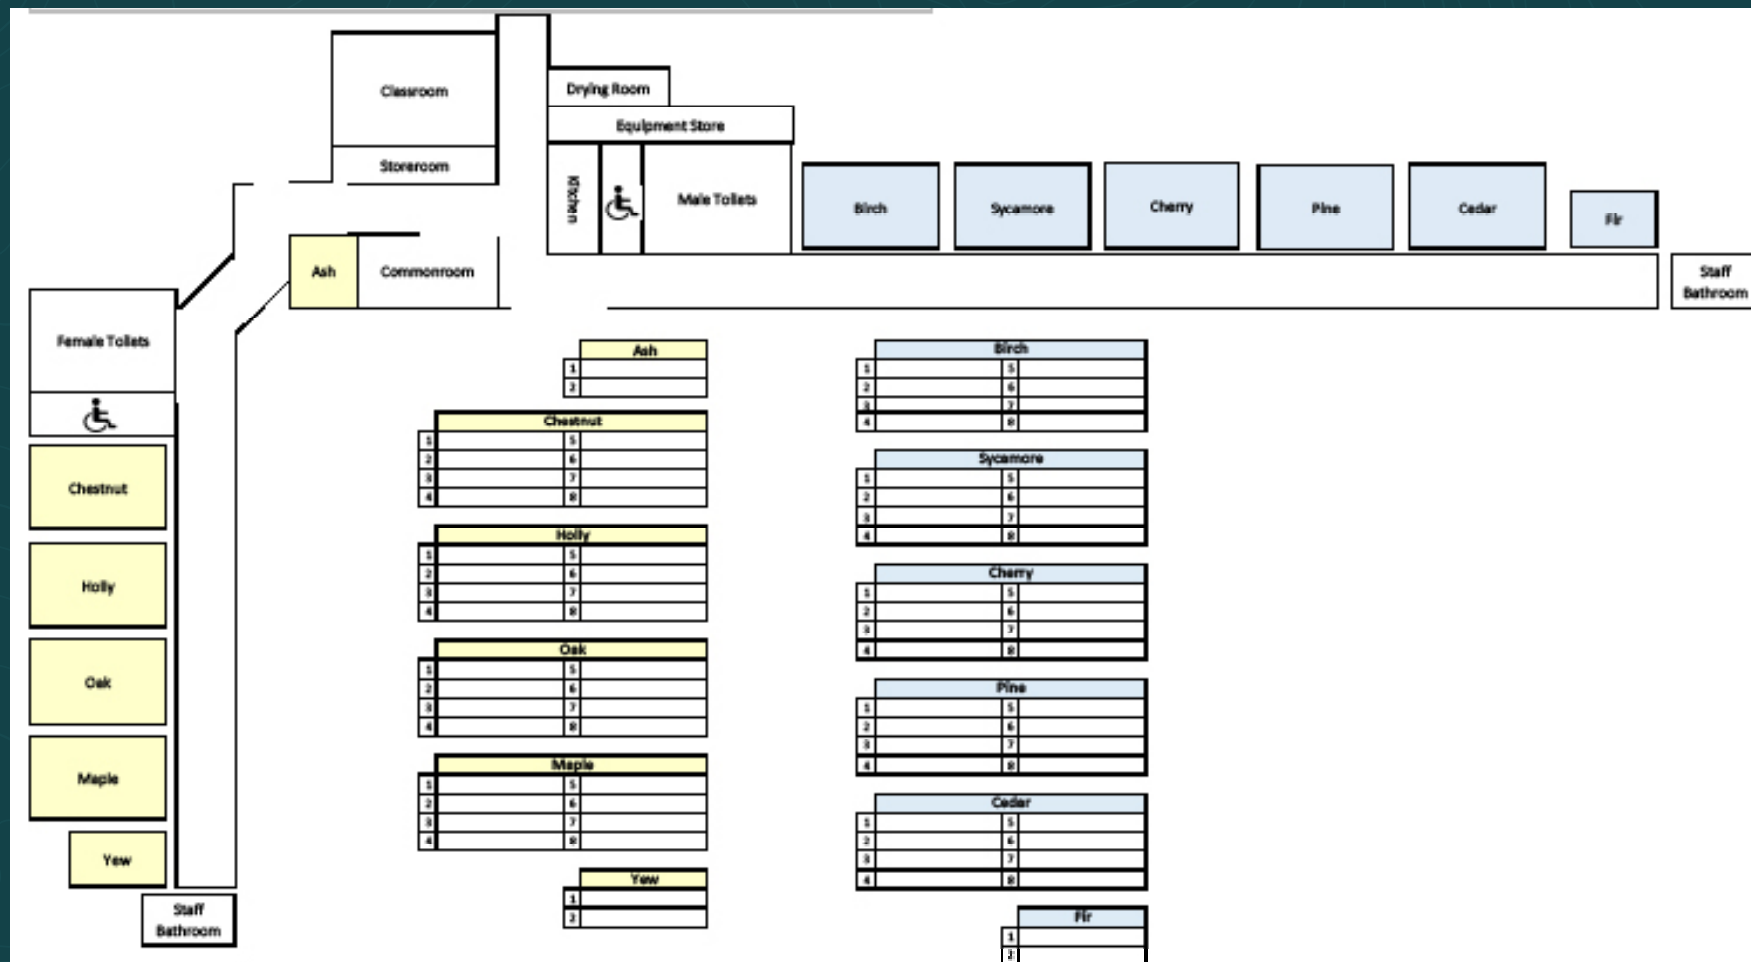 Classroom
Drying Room
Equipment Store
Storeroom
Kitchen
Male Toilets
Birch
Sycamore
Cherry
Pine
Cedar
Fir
Ash
Commonroom
Staff
Bathroom
Female Toilets
Chestnut
Holly
Oak
Maple
Yew
Staff
Bathroom
Ash
1
2
Chestnut
1 5
2 6
3 7
4 8
Holly
1 5
2 6
3 7
4 8
Oak
1 5
2 6
3 7
4 8
Maple
1 5
2 6
3 7
4 8
Yew
1
2
Birch
1 5
2 6
3 7
4 8
Sycamore
1 5
2 6
3 7
4 8
Cherry
1 5
2 6
3 7
4 8
Pine
1 5
2 6
3 7
4 8
Cedar
1 5
2 6
3 7
4 8
Fir
1
2